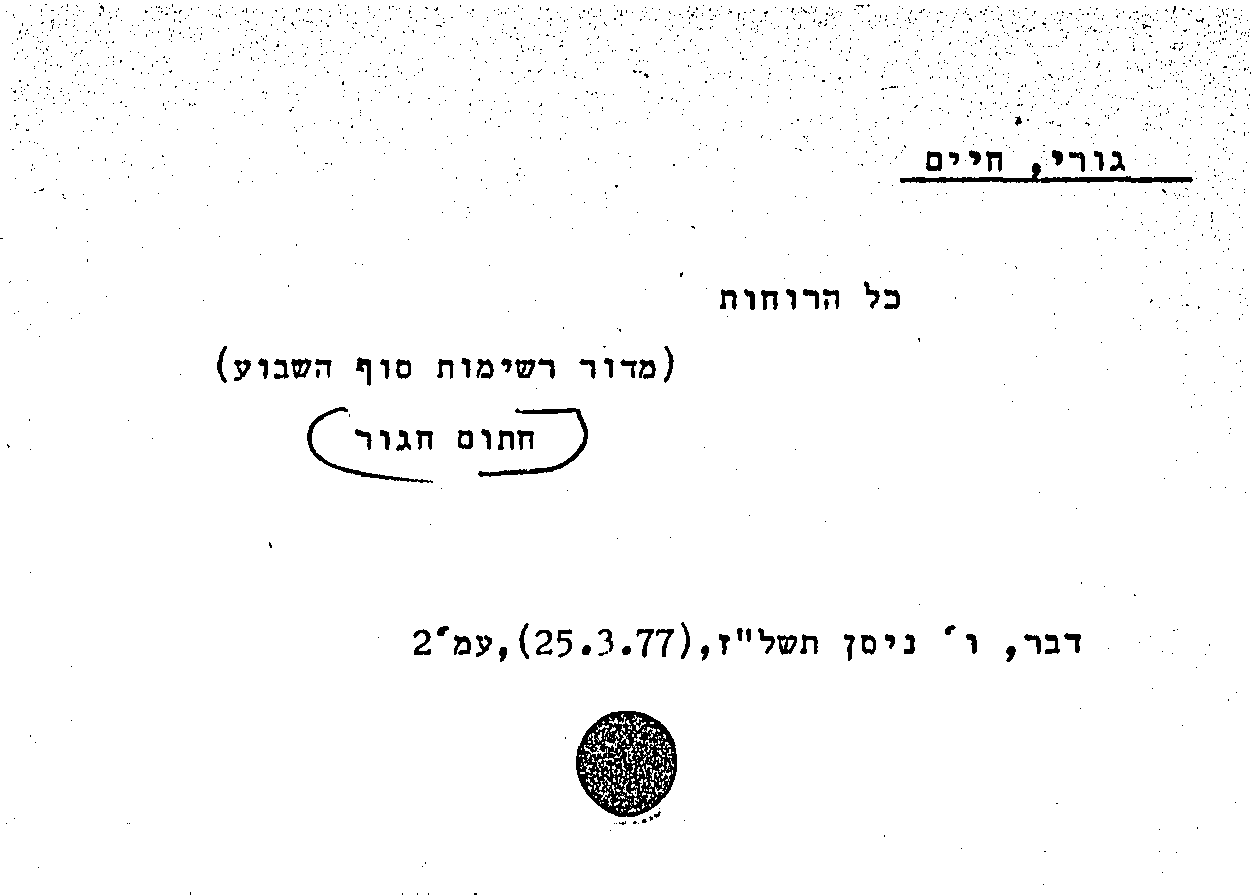 גורי, חיים
כל הרוחות
(מדור רשימות סוף השבוע)
חתום חגור
דבר, ו' ניסן תשל"ז,(25.3.77),עמ'2